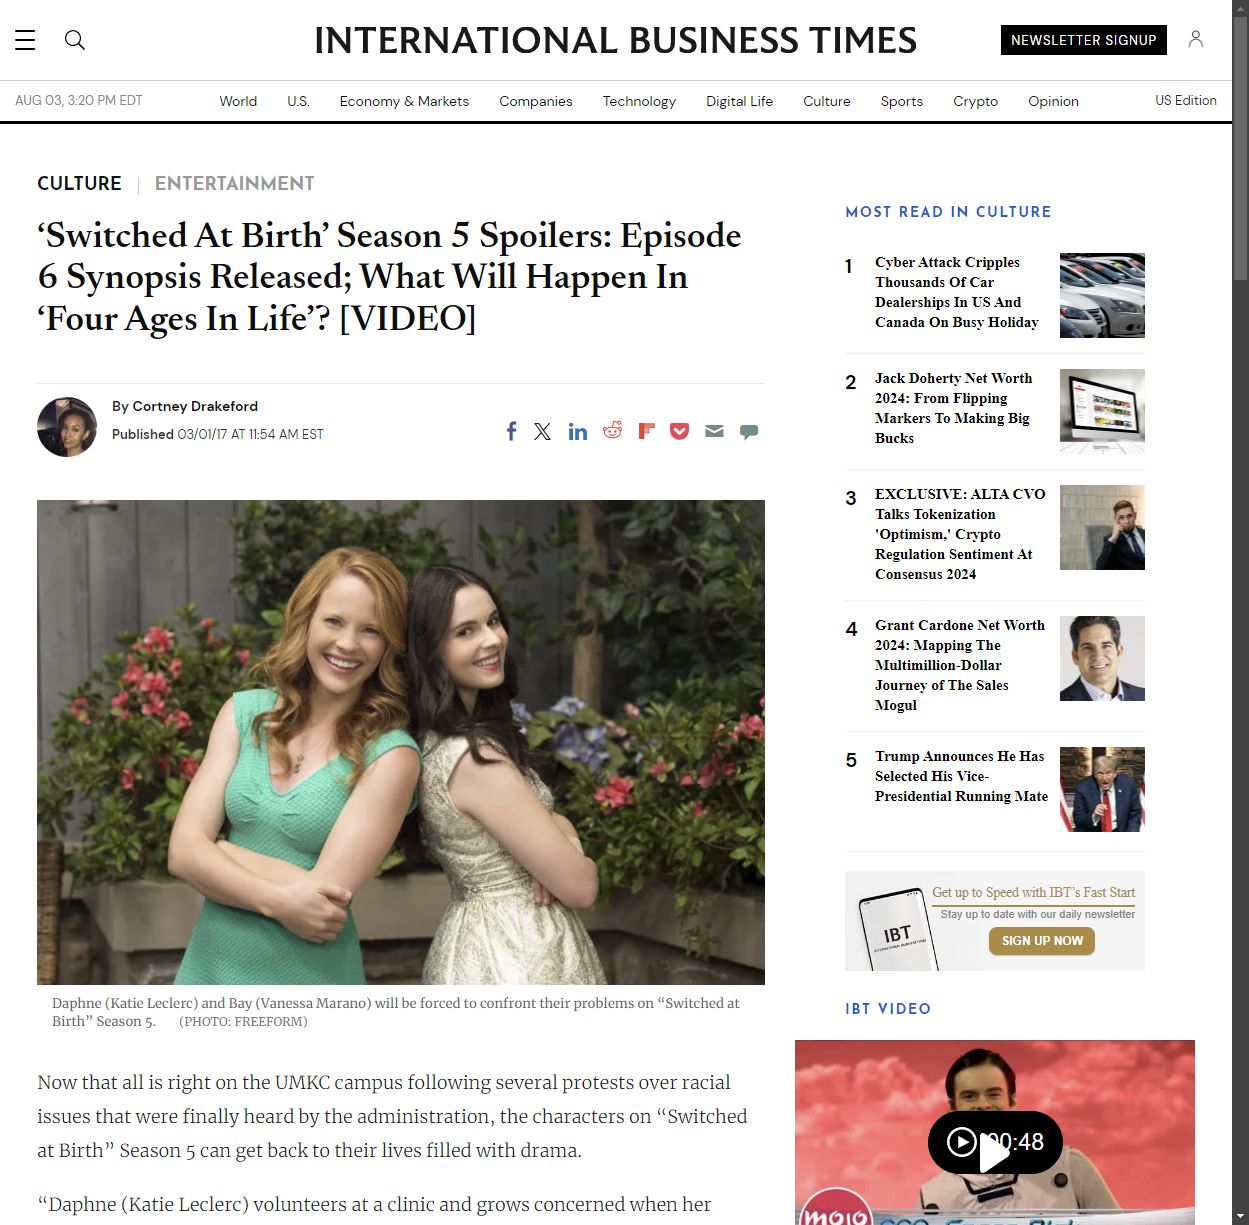 INTERNATIONAL BUSINESS TIMES
NEWSLETTER SIGNUP
AUG 03, 3:20 PM EDT
World
U.S.
Economy & Markets
Companies
Technology
Digital Life
Culture
Sports
Crypto
Opinion
US Edition
CULTURE
ENTERTAINMENT
‘Switched At Birth’ Season 5 Spoilers: Episode
6 Synopsis Released; What Will Happen In
‘Four Ages In Life’? [VIDEO]
By Cortney Drakeford
Published 03/01/17 AT 11:54 AM EST
Daphne (Katie Leclerc) and Bay (Vanessa Marano) will be forced to confront their problems on “Switched at
Birth” Season 5. (PHOTO: FREEFORM)
Now that all is right on the UMKC campus following several protests over racial
issues that were finally heard by the administration, the characters on “Switched
at Birth” Season 5 can get back to their lives filled with drama.
“Daphne (Katie Leclerc) volunteers at a clinic and grows concerned when her
MOST READ IN CULTURE
1
Cyber Attack Cripples
Thousands Of Car
Dealerships In US And
Canada On Busy Holiday
2
Jack Doherty Net Worth
2024: From Flipping
Markers To Making Big
Bucks
3
EXCLUSIVE: ALTA CVO
Talks Tokenization
'Optimism,' Crypto
Regulation Sentiment At
Consensus 2024
4
Grant Cardone Net Worth
2024: Mapping The
Multimillion-Dollar
Journey of The Sales
Mogul
5
Trump Announces He Has
Selected His Vice-
Presidential Running Mate
IBT
Get up to Speed with IBT’s Fast Start
Stay up to date with our daily newsletter
SIGN UP NOW
IBT VIDEO
00:48
mojo